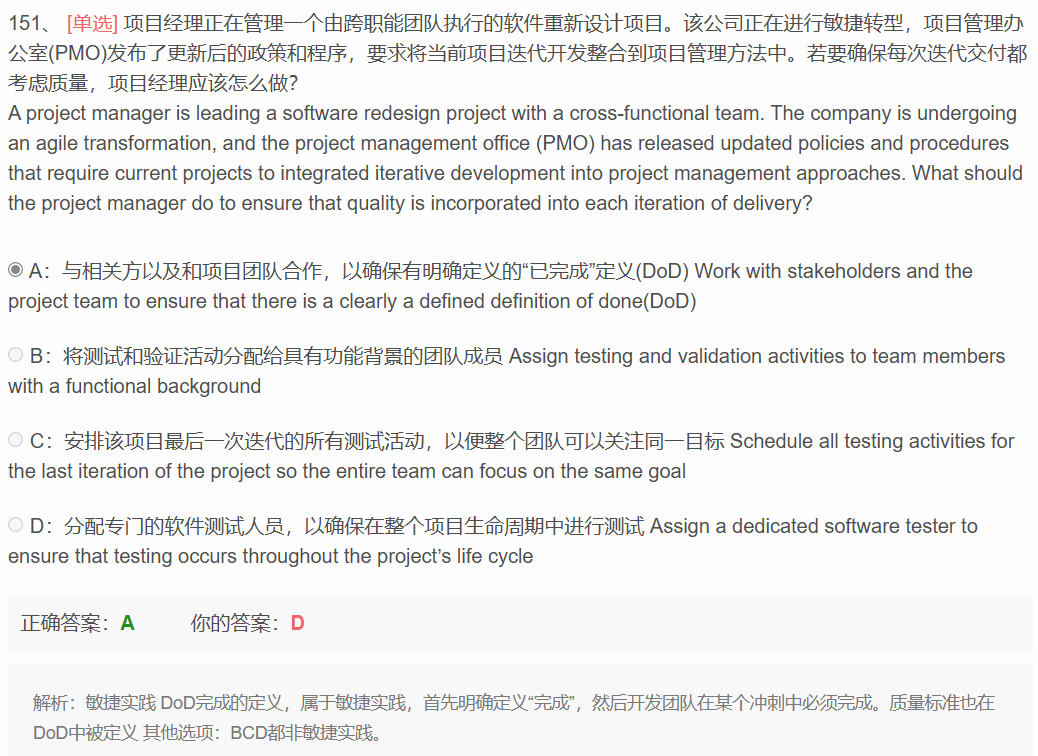 151、 [单选] 项目经理正在管理一个由跨职能团队执行的软件重新设计项目。该公司正在进行敏捷转型，项目管理办
公室(PMO)发布了更新后的政策和程序，要求将当前项目迭代开发整合到项目管理方法中。若要确保每次迭代交付都
考虑质量，项目经理应该怎么做?
A project manager is leading a software redesign project with a cross-functional team. The company is undergoing
an agile transformation, and the project management office (PMO) has released updated policies and procedures
that require current projects to integrated iterative development into project management approaches. What should
the project manager do to ensure that quality is incorporated into each iteration of delivery?
A：与相关方以及和项目团队合作，以确保有明确定义的“已完成”定义(DoD) Work with stakeholders and the
project team to ensure that there is a clearly a defined definition of done(DoD)
B：将测试和验证活动分配给具有功能背景的团队成员 Assign testing and validation activities to team members
with a functional background
C：安排该项目最后一次迭代的所有测试活动，以便整个团队可以关注同一目标 Schedule all testing activities for
the last iteration of the project so the entire team can focus on the same goal
D：分配专门的软件测试人员，以确保在整个项目生命周期中进行测试 Assign a dedicated software tester to
ensure that testing occurs throughout the project’s life cycle
正确答案：A 你的答案：D
解析：敏捷实践 DoD完成的定义，属于敏捷实践，首先明确定义“完成”，然后开发团队在某个冲刺中必须完成。质量标准也在
DoD中被定义 其他选项：BCD都非敏捷实践。